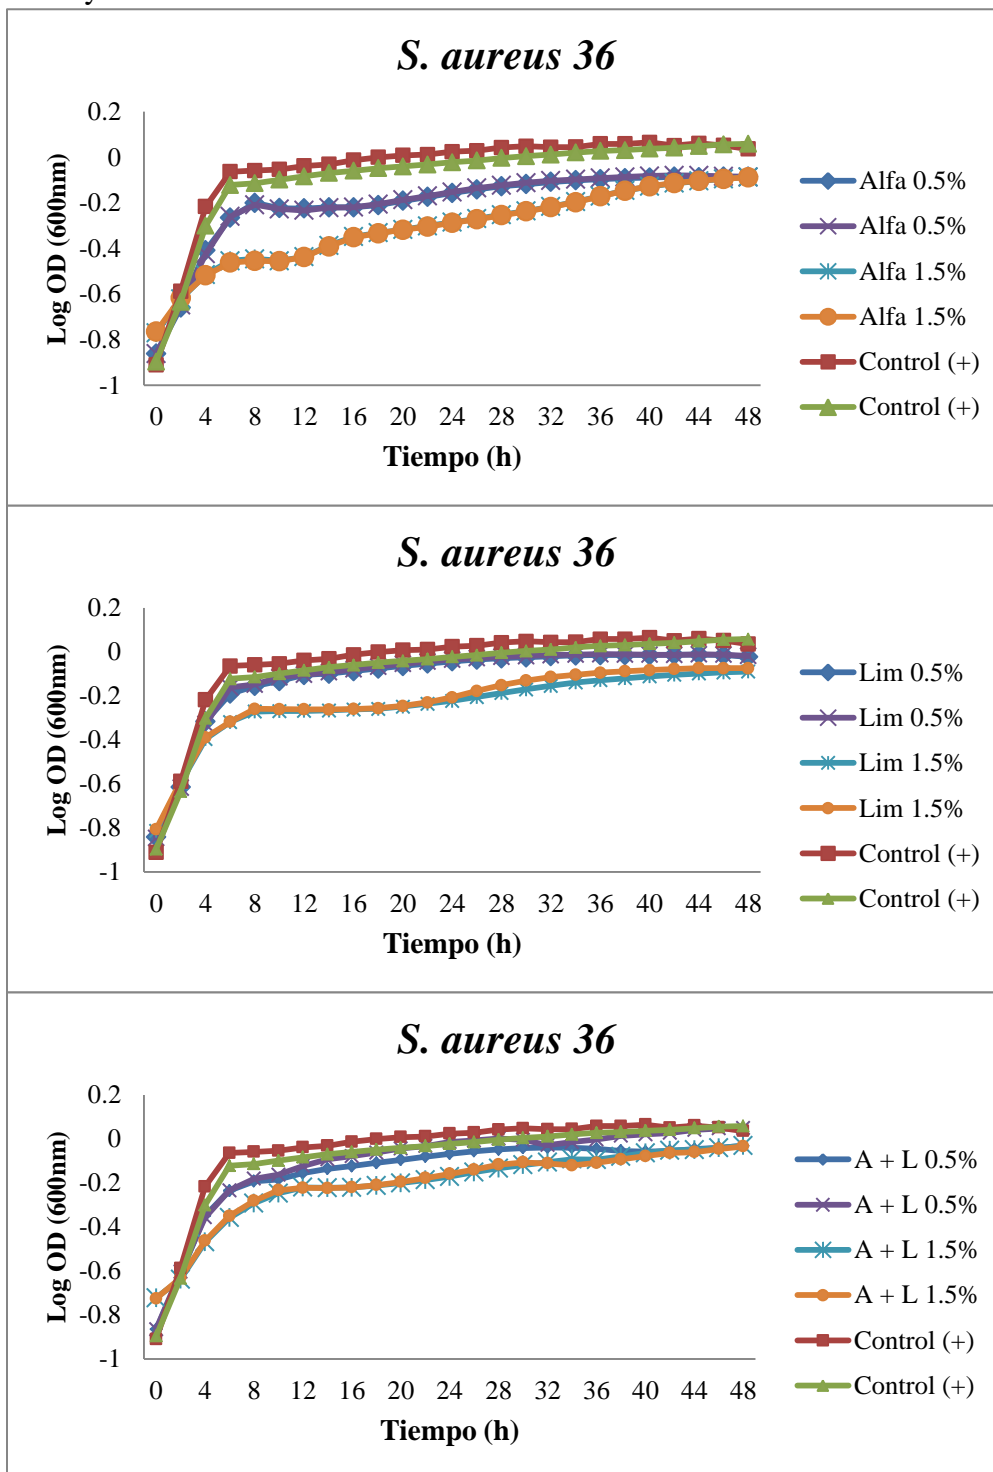 S. aureus 36
0.2
0
-0.2
-0.4
-0.6
-0.8
-1
Log OD (600nm)
0 4 8 12 16 20 24 28 32 36 40 44 48
Tiempo (h)
Alfa 0.5%
Alfa 0.5%
Alfa 1.5%
Alfa 1.5%
Control (+)
Control (+)
S. aureus 36
0.2
0
-0.2
-0.4
-0.6
-0.8
-1
Log OD (600nm)
0 4 8 12 16 20 24 28 32 36 40 44 48
Tiempo (h)
Lim 0.5%
Lim 0.5%
Lim 1.5%
Lim 1.5%
Control (+)
Control (+)
S. aureus 36
0.2
0
-0.2
-0.4
-0.6
-0.8
-1
Log OD (600nm)
0 4 8 12 16 20 24 28 32 36 40 44 48
Tiempo (h)
A + L 0.5%
A + L 0.5%
A + L 1.5%
A + L 1.5%
Control (+)
Control (+)